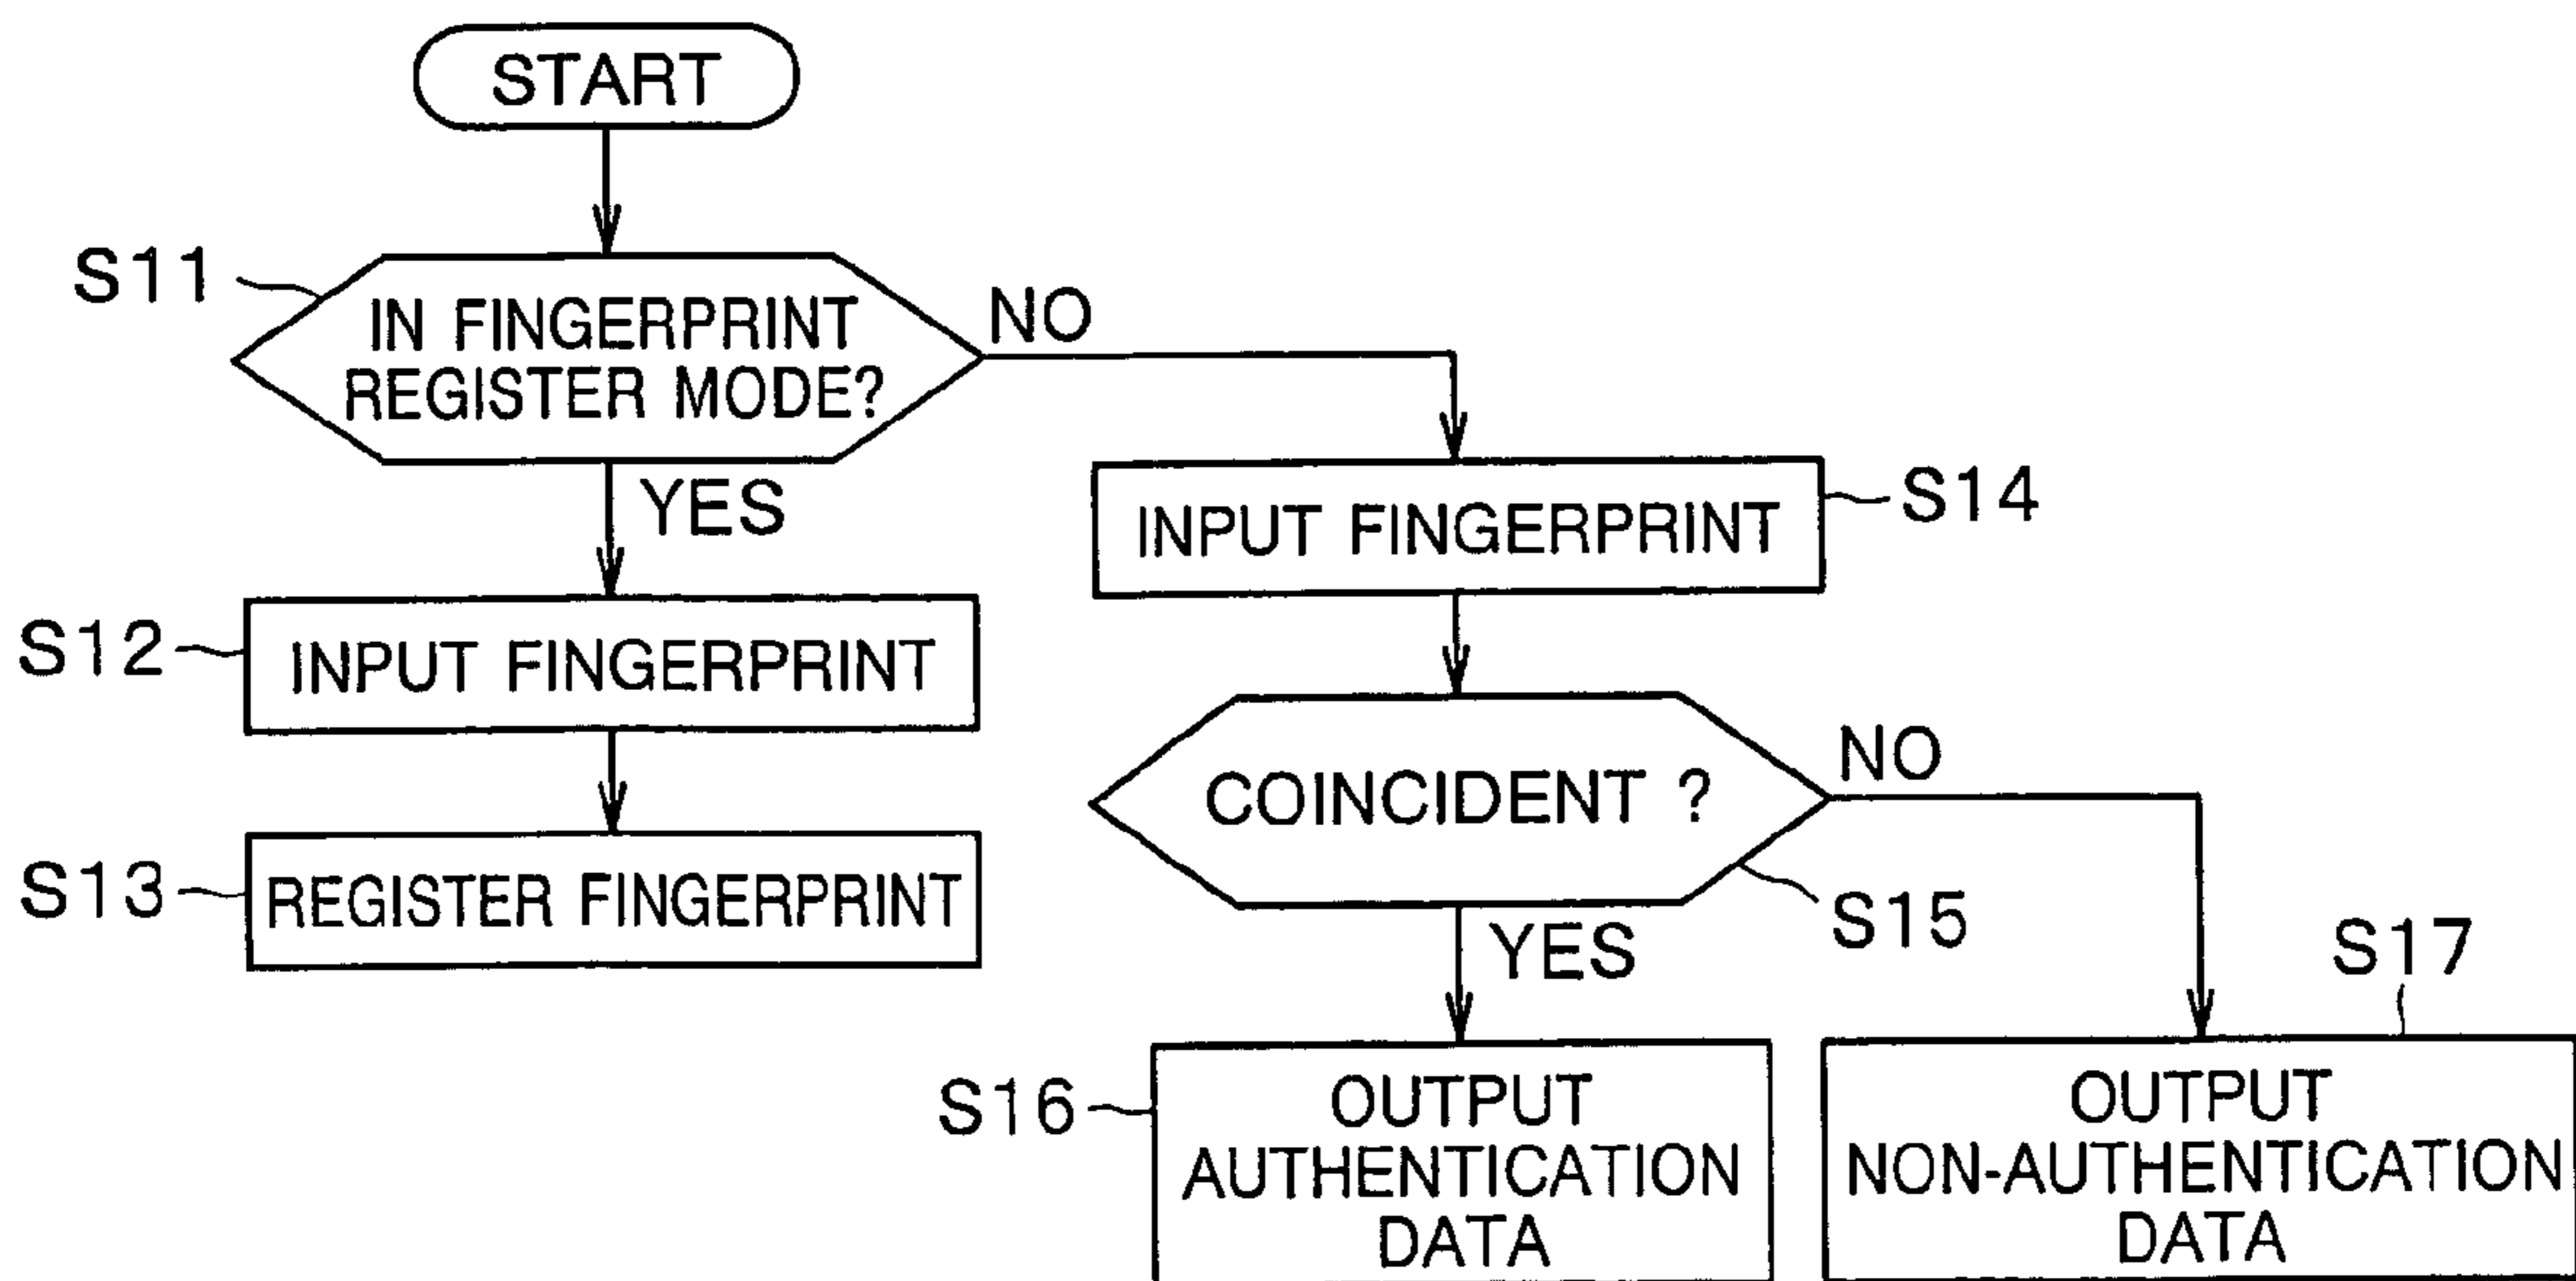 START
S11
IN FINGERPRINT
REGISTER MODE?
NO
YES
S12
INPUT FINGERPRINT
S13
REGISTER FINGERPRINT
INPUT FINGERPRINT
S14
COINCIDENT ?
NO
S15
YES
S16
OUTPUT
AUTHENTICATION
DATA
S17
OUTPUT
NON-AUTHENTICATION
DATA